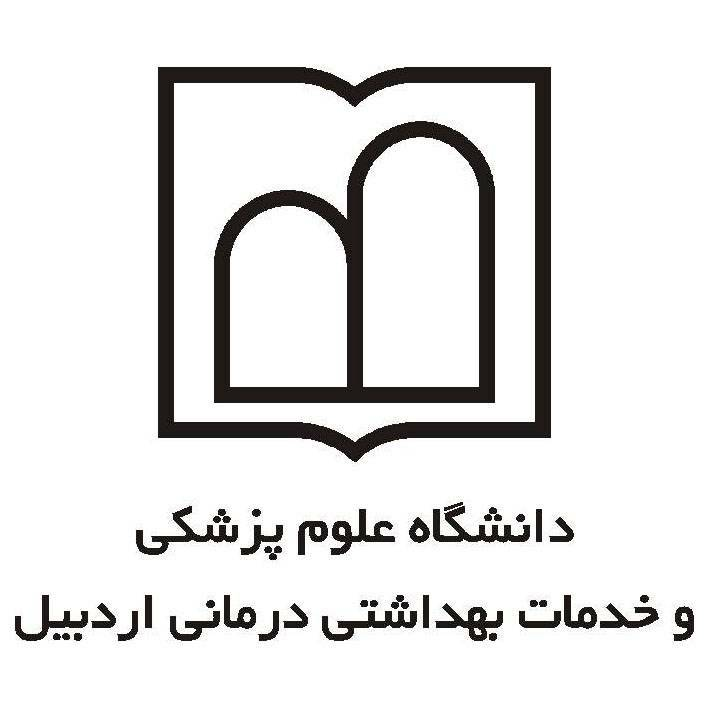 دانشگاه علوم پزشکی
و خدمات بهداشتی درمانی اردبیل